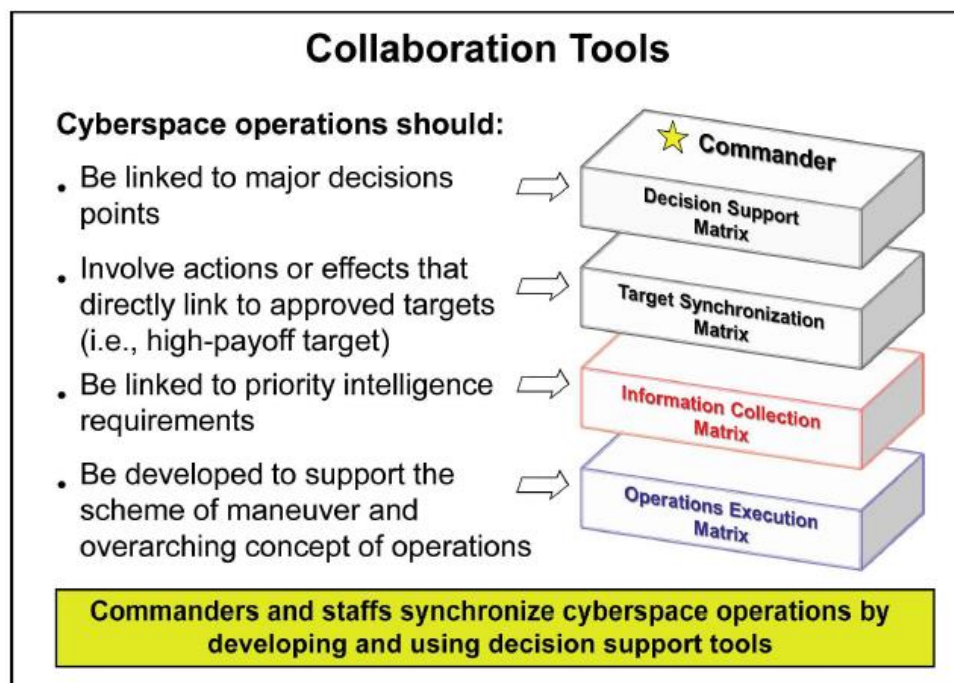 Collaboration Tools
Cyberspace operations should:
• Be linked to major decisions
points
• Involve actions or effects that
directly link to approved targets
(i.e., high-payoff target)
• Be linked to priority intelligence
requirements
• Be developed to support the
scheme of maneuver and
overarching concept of operations
Commander
Decision Support
Matrix
Target Synchronization
Matrix
Information Collection
Matrix
Operations Execution
Matrix
Commanders and staffs synchronize cyberspace operations by
developing and using decision support tools